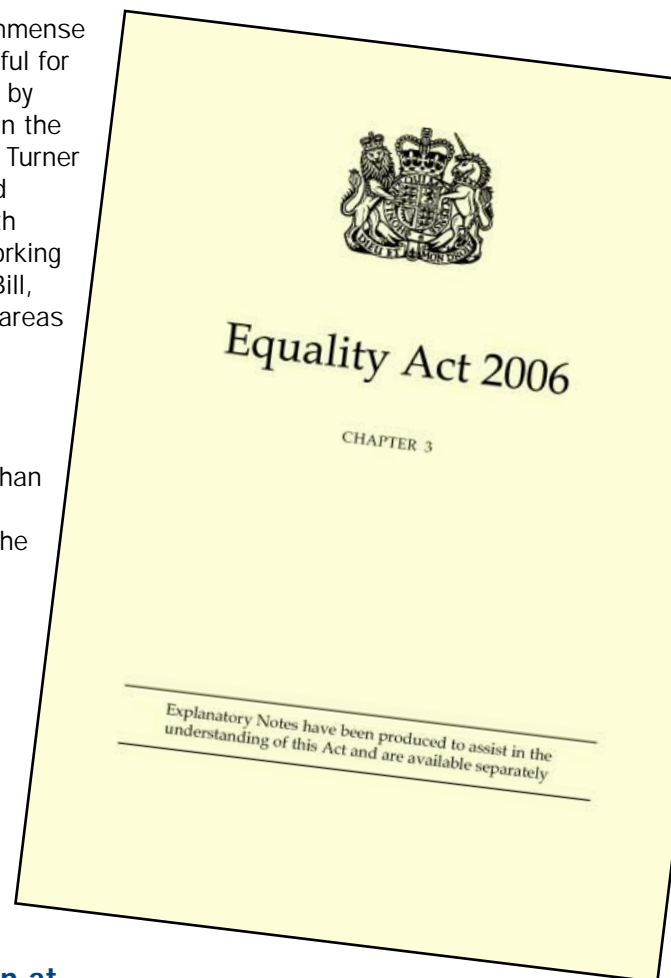 mmense
ful for
by
n the
Turner
d
th
orking
Bill,
areas
han
he
n at
Equality Act 2006
CHAPTER 3
Explanatory Notes have been produced to assist in the
understanding of this Act and are available separately
DIEU ET MON DROIT